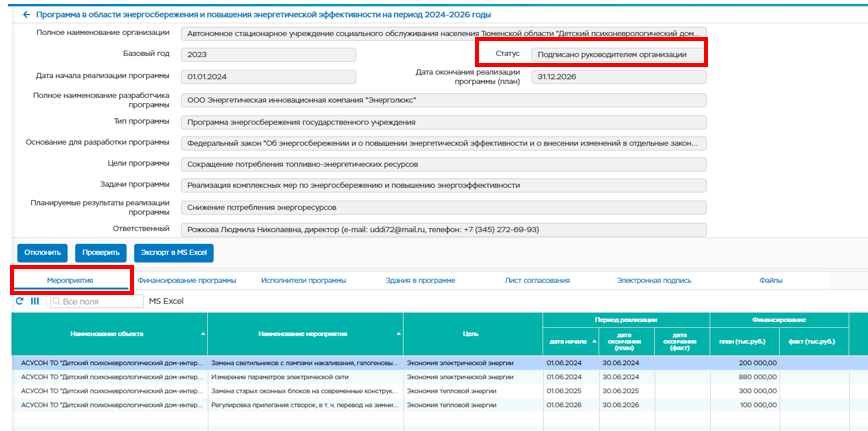 Программа в области энергосбережения и повышения энергетической эффективности на период 2024-2026 годы
Полное наименование организации Автономное стационарное учреждение социального обслуживания населения Тюменской области "Детский психоневрологический дом...
Базовый год 2023 Статус Подписано руководителем организации
Дата начала реализации программы 01.01.2024 Дата окончания реализации программы (план) 31.12.2026
Полное наименование разработчика программы ООО Энергетическая инновационная компания "Энерголюкс"
Тип программы Программа энергосбережения государственного учреждения
Основание для разработки программы Федеральный закон "Об энергосбережении и о повышении энергетической эффективности и о внесении изменений в отдельные закон...
Цели программы Сокращение потребления топливно-энергетических ресурсов
Задачи программы Реализация комплексных мер по энергосбережению и повышению энергоэффективности
Планируемые результаты реализации программы Снижение потребления энергоресурсов
Ответственный Рожкова Людмила Николаевна, директор (e-mail: uddi72@mail.ru, телефон: +7 (345) 272-69-93)
Отклонить Проверить Экспорт в MS Excel
Мероприятия Финансирование программы Исполнители программы Здания в программе Лист согласования Электронная подпись Файлы
Все поля MS Excel
Наименование объекта Наименование мероприятия Цель Период реализации Финансирование
дата начала дата окончания (план) дата окончания (факт) план (тыс.руб.) факт (тыс.руб.)
АСУСОН ТО "Детский психоневрологический дом-интер... Замена светильников с лампами накаливания, галогеновы... Экономия электрической энергии 01.06.2024 30.06.2024 200 000,00
АСУСОН ТО "Детский психоневрологический дом-интер... Измерение параметров электрической сети Экономия электрической энергии 01.06.2024 30.06.2024 880 000,00
АСУСОН ТО "Детский психоневрологический дом-интер... Замена старых оконных блоков на современные конструк... Экономия тепловой энергии 01.06.2025 30.06.2025 300 000,00
АСУСОН ТО "Детский психоневрологический дом-интер... Регулировка прилегания створок, в т. ч. перевод на зимни... Экономия тепловой энергии 01.06.2026 30.06.2026 100 000,00